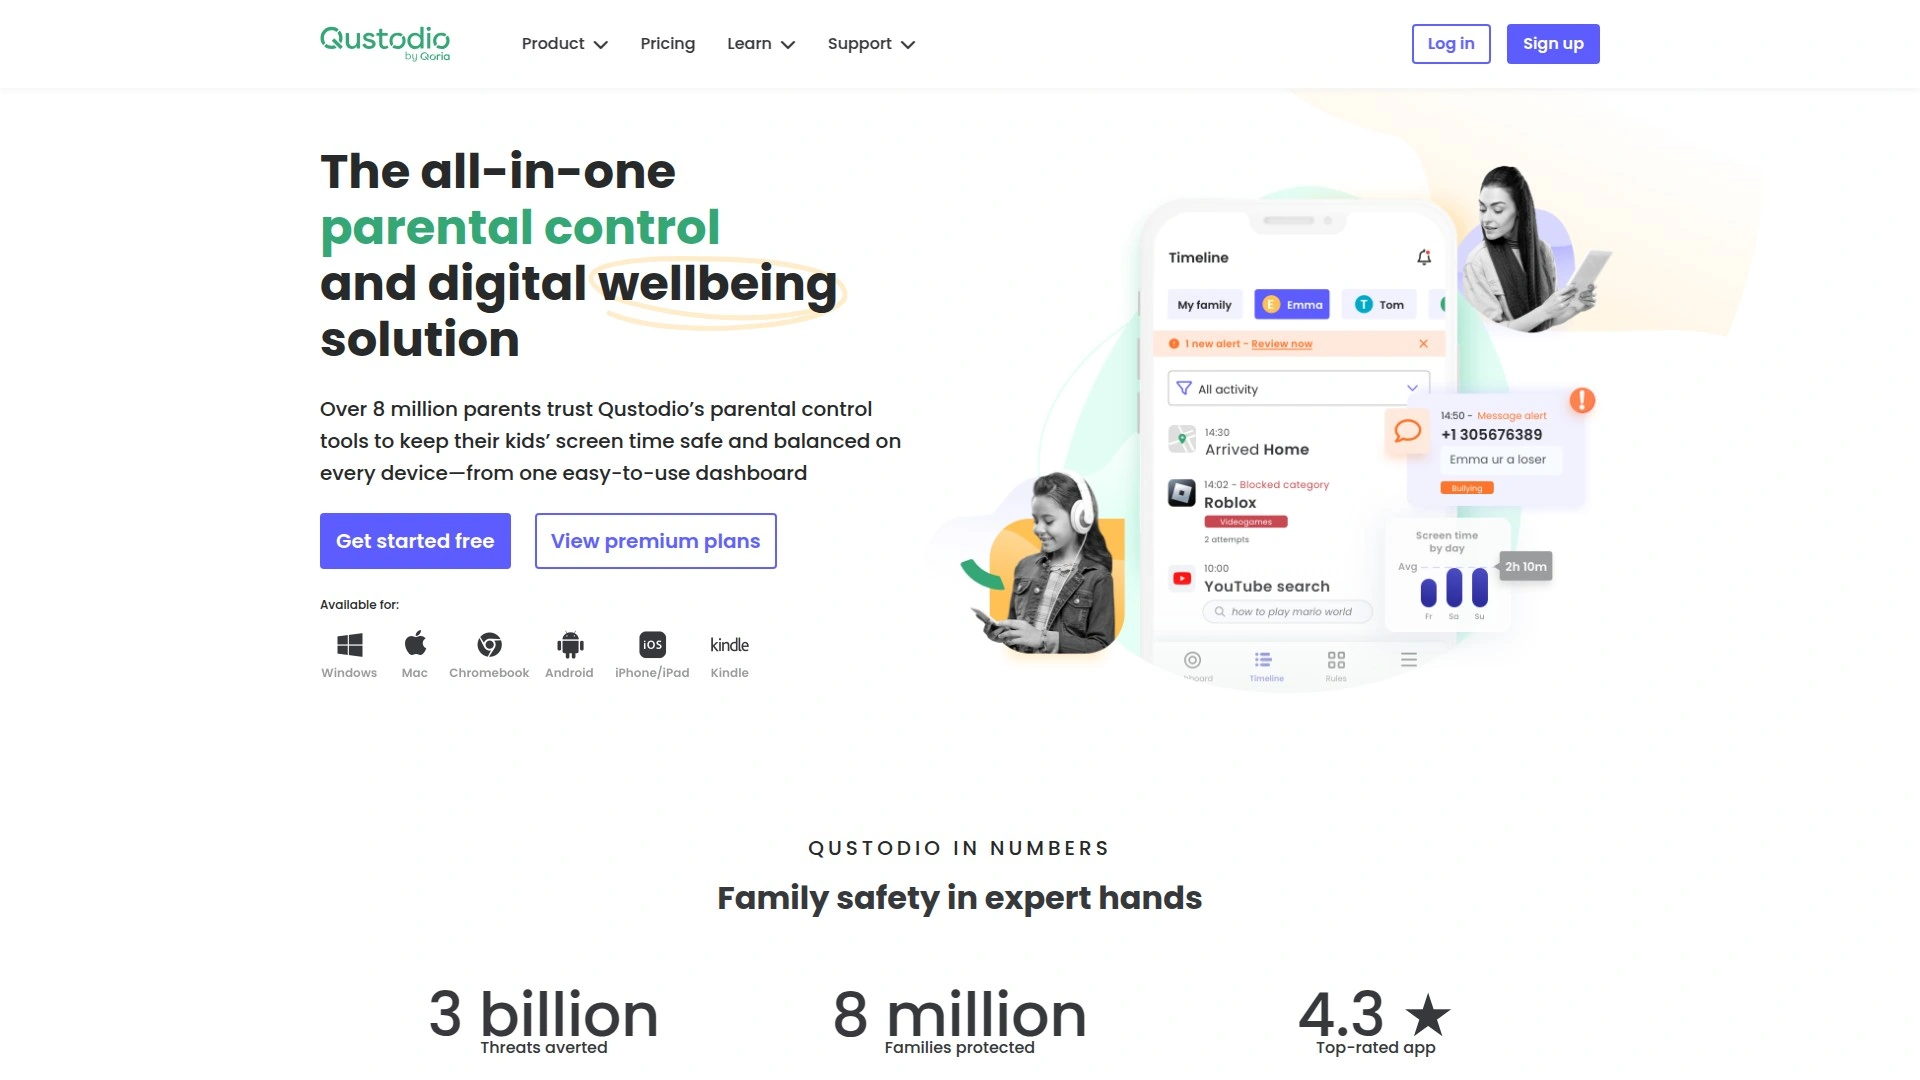 Qustodio
by Qoria
Product
Pricing
Learn
Support
Log in
Sign up
The all-in-one
parental control
and digital wellbeing
solution
Over 8 million parents trust Qustodio’s parental control
tools to keep their kids’ screen time safe and balanced on
every device—from one easy-to-use dashboard
Get started free
View premium plans
Available for:
iOS
kindle
Windows
Mac
Chromebook
Android
iPhone/iPad
Kindle
Timeline
My family
E Emma
T Tom
1 new alert - Review now
All activity
14:30
Arrived Home
14:02 - Blocked category
Roblox
Videogames
2 attempts
10:00
YouTube search
how to play mario world
Timeline
Rules
14:50 - Message alert
+1 305676389
Emma ur a loser
Bullying
Screen time
by day
Avg
2h 10m
Fr
Sa
Su
QUSTODIO IN NUMBERS
Family safety in expert hands
3 billion
Threats averted
8 million
Families protected
4.3 ★
Top-rated app